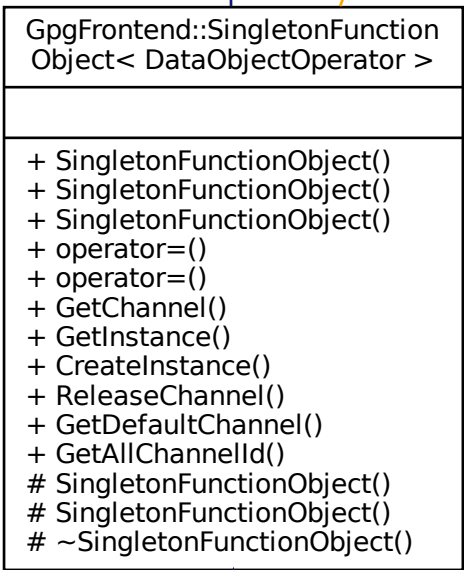 GpgFrontend::SingletonFunction
Object< DataObjectOperator >
+ SingletonFunctionObject()
+ SingletonFunctionObject()
+ SingletonFunctionObject()
+ operator=()
+ operator=()
+ GetChannel()
+ GetInstance()
+ CreateInstance()
+ ReleaseChannel()
+ GetDefaultChannel()
+ GetAllChannelId()
# SingletonFunctionObject()
# SingletonFunctionObject()
# ~SingletonFunctionObject()